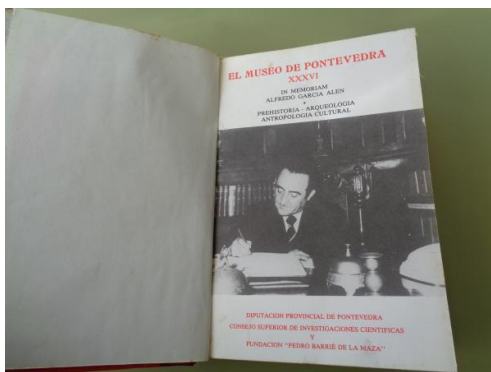 EL MUSEO DE PONTEVEDRA
XXXVI
IN MEMORIAM
ALFREDO GARCIA ALEN
*
PREHISTORIA - ARQUEOLOGIA
ANTROPOLOGIA CULTURAL
DIPUTACION PROVINCIAL DE PONTEVEDRA
CONSEJO SUPERIOR DE INVESTIGACIONES CIENTIFICAS
Y
FUNDACION "PEDRO BARRIÉ DE LA MAZA"